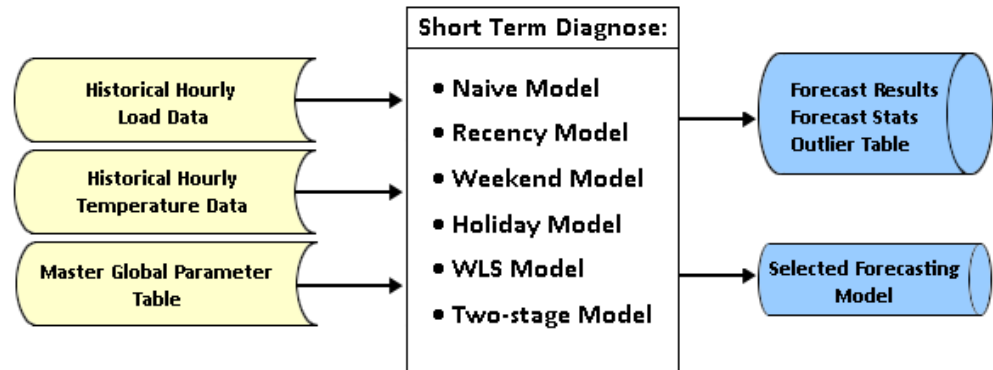 Short Term Diagnose:
Historical Hourly
Load Data
Historical Hourly
Temperature Data
Master Global Parameter
Table
• Naive Model
• Recency Model
• Weekend Model
• Holiday Model
• WLS Model
• Two-stage Model
Forecast Results
Forecast Stats
Outlier Table
Selected Forecasting
Model